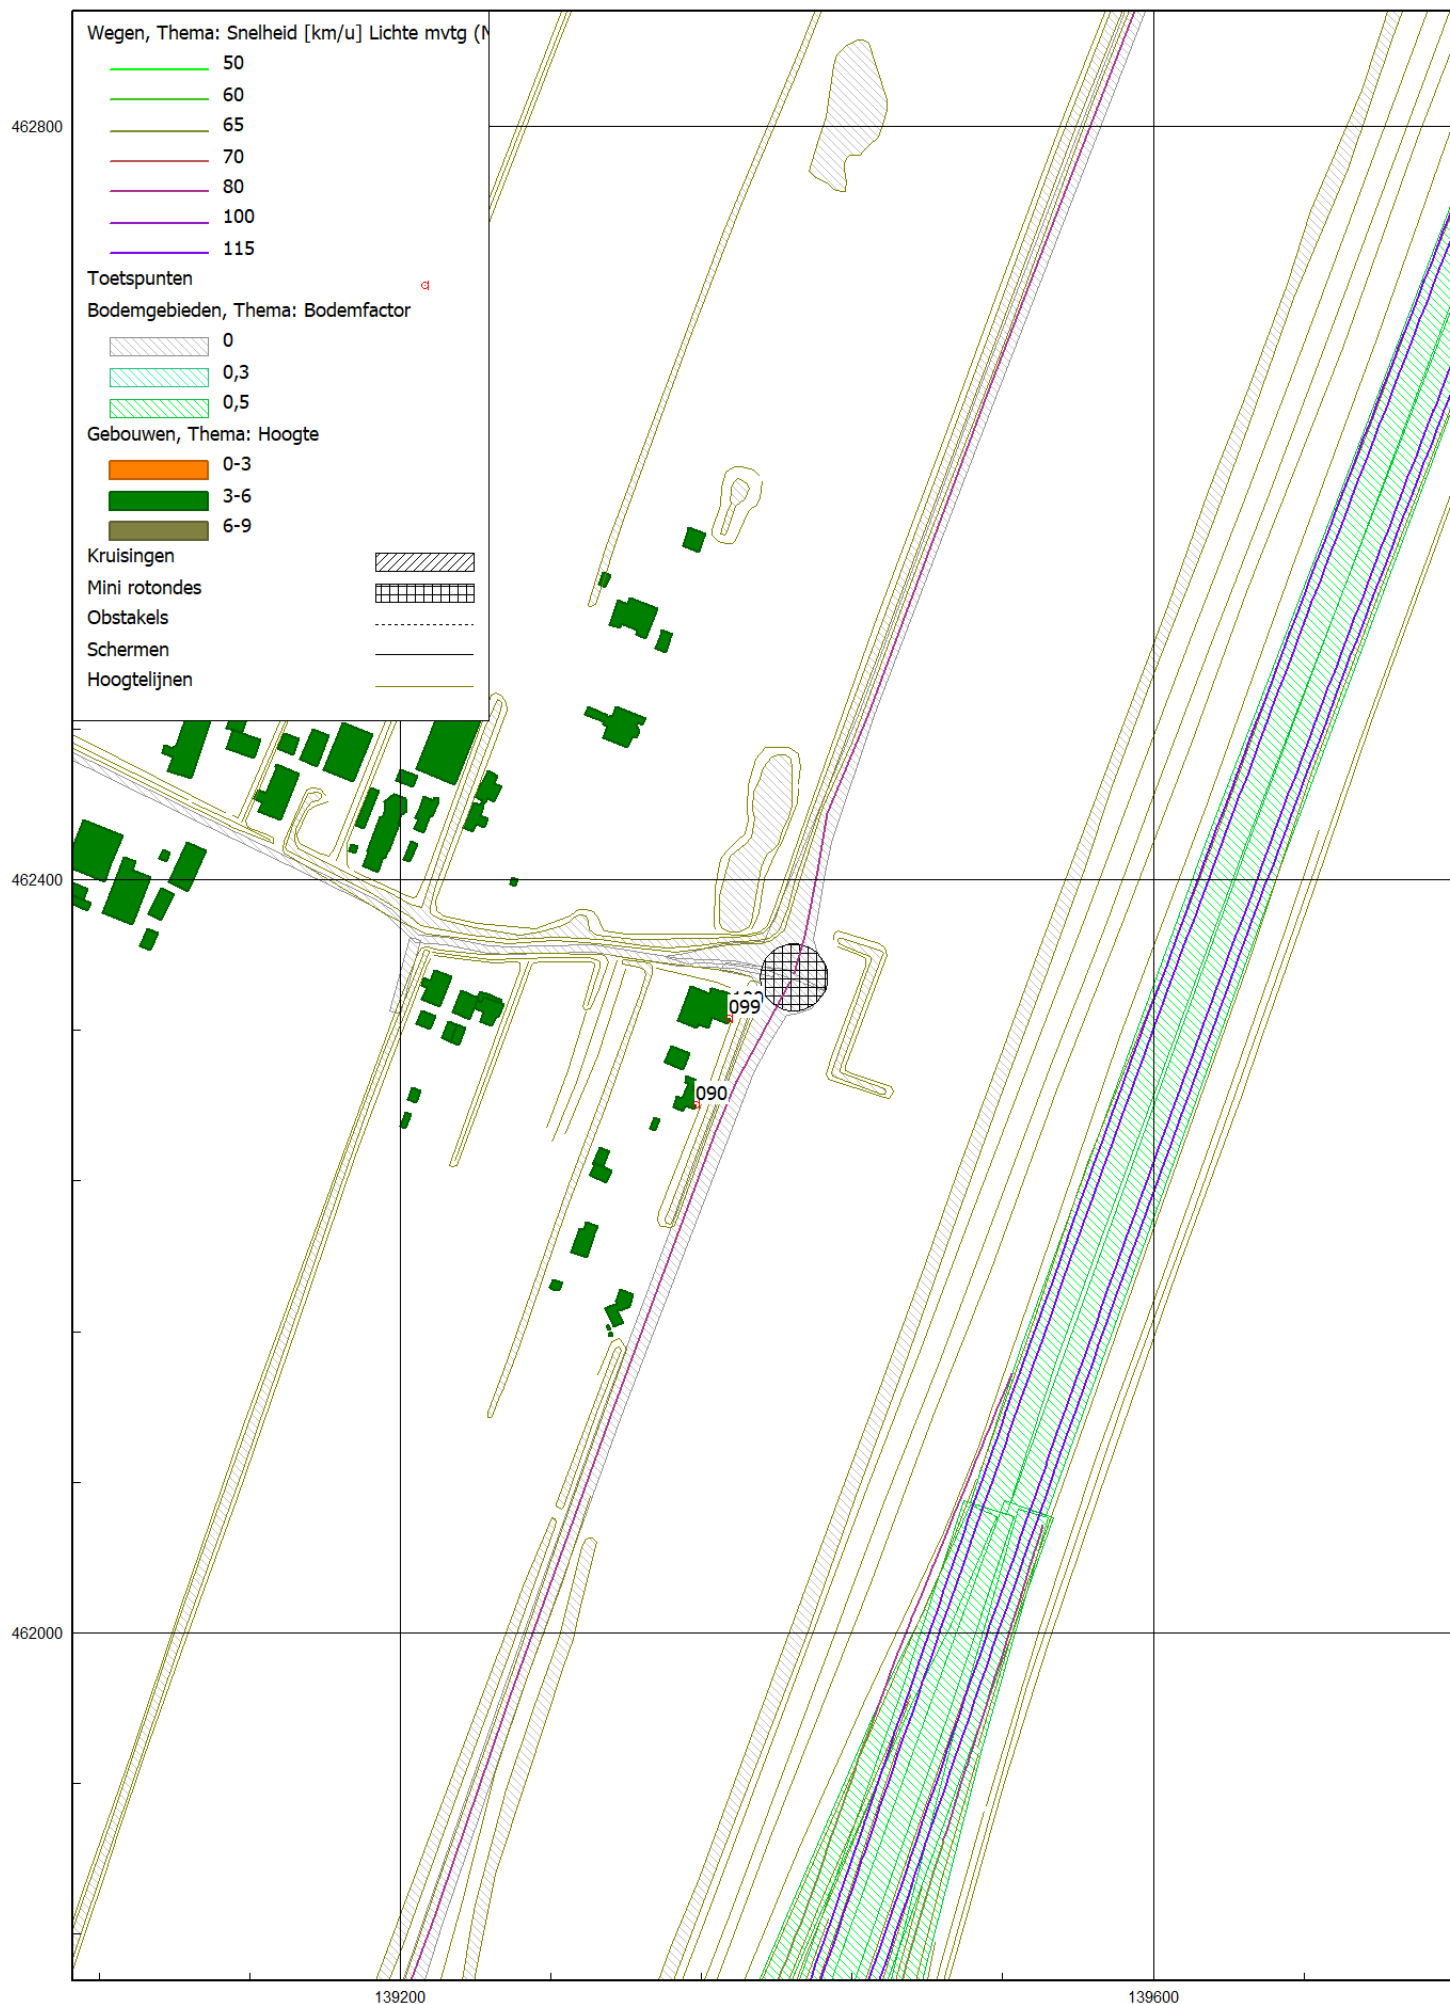 Wegen, Thema: Snelheid [km/u] Lichte mvtg (
50
60
65
70
80
100
115
Toetspunten
Bodemgebieden, Thema: Bodemfactor
0
0,3
0,5
Gebouwen, Thema: Hoogte
0-3
3-6
6-9
Kruisingen
Mini rotondes
Obstakels
Schermen
Hoogtelijnen
462800
462400
099
090
462000
139200
139600